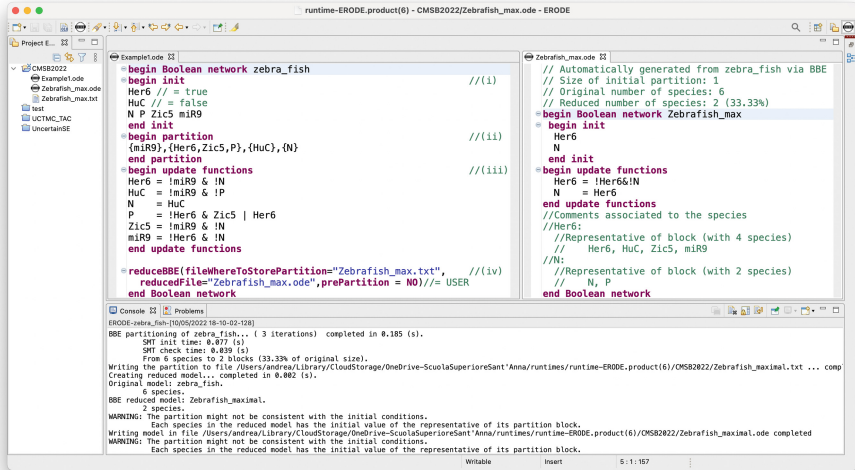 runtime-ERODE.product(6) - CMSB2022/Zebrafish_max.ode - ERODE
Project E...
CMSB2022
Example1.ode
Zebrafish_max.ode
Zebrafish_max.txt
test
UCTMC_TAC
UncertainSE
Example1.ode
begin Boolean network zebra_fish
begin init //(i)
Her6 // = true
HuC // = false
N P Zic5 miR9
end init
begin partition //(ii)
{miR9},{Her6,Zic5,P},{HuC},{N}
end partition
begin update functions //(iii)
Her6 = !miR9 & !N
HuC = !miR9 & !P
N = HuC
P = !Her6 & Zic5 | Her6
Zic5 = !miR9 & !N
miR9 = !Her6 & !N
end update functions
reduceBBE(fileWhereToStorePartition="Zebrafish_max.txt", //(iv)
reducedFile="Zebrafish_max.ode",prePartition = NO)//= USER
end Boolean network
Zebrafish_max.ode
// Automatically generated from zebra_fish via BBE
// Size of initial partition: 1
// Original number of species: 6
// Reduced number of species: 2 (33.33%)
begin Boolean network Zebrafish_max
begin init
Her6
N
end init
begin update functions
Her6 = !Her6&!N
N = Her6
end update functions
//Comments associated to the species
//Her6:
//Representative of block (with 4 species)
// Her6, HuC, Zic5, miR9
//N:
//Representative of block (with 2 species)
// N, P
end Boolean network
Console
Problems
ERODE-zebra_fish-[10/05/2022 18-10-02-128]
BBE partitioning of zebra_fish... ( 3 iterations) completed in 0.185 (s).
SMT init time: 0.077 (s)
SMT check time: 0.039 (s)
From 6 species to 2 blocks (33.33% of original size).
Writing the partition to file /Users/andrea/Library/CloudStorage/OneDrive-ScuolaSuperioreSant'Anna/runtimes/runtime-ERODE.product(6)/CMSB2022/Zebrafish_maximal.txt ... comp
Creating reduced model... completed in 0.002 (s).
Original model: zebra_fish.
6 species.
BBE reduced model: Zebrafish_maximal.
2 species.
WARNING: The partition might not be consistent with the initial conditions.
Each species in the reduced model has the initial value of the representative of its partition block.
Writing model in file /Users/andrea/Library/CloudStorage/OneDrive-ScuolaSuperioreSant'Anna/runtimes/runtime-ERODE.product(6)/CMSB2022/Zebrafish_maximal.ode completed
WARNING: The partition might not be consistent with the initial conditions.
Each species in the reduced model has the initial value of the representative of its partition block.
Writable
Insert
5 : 1 : 157